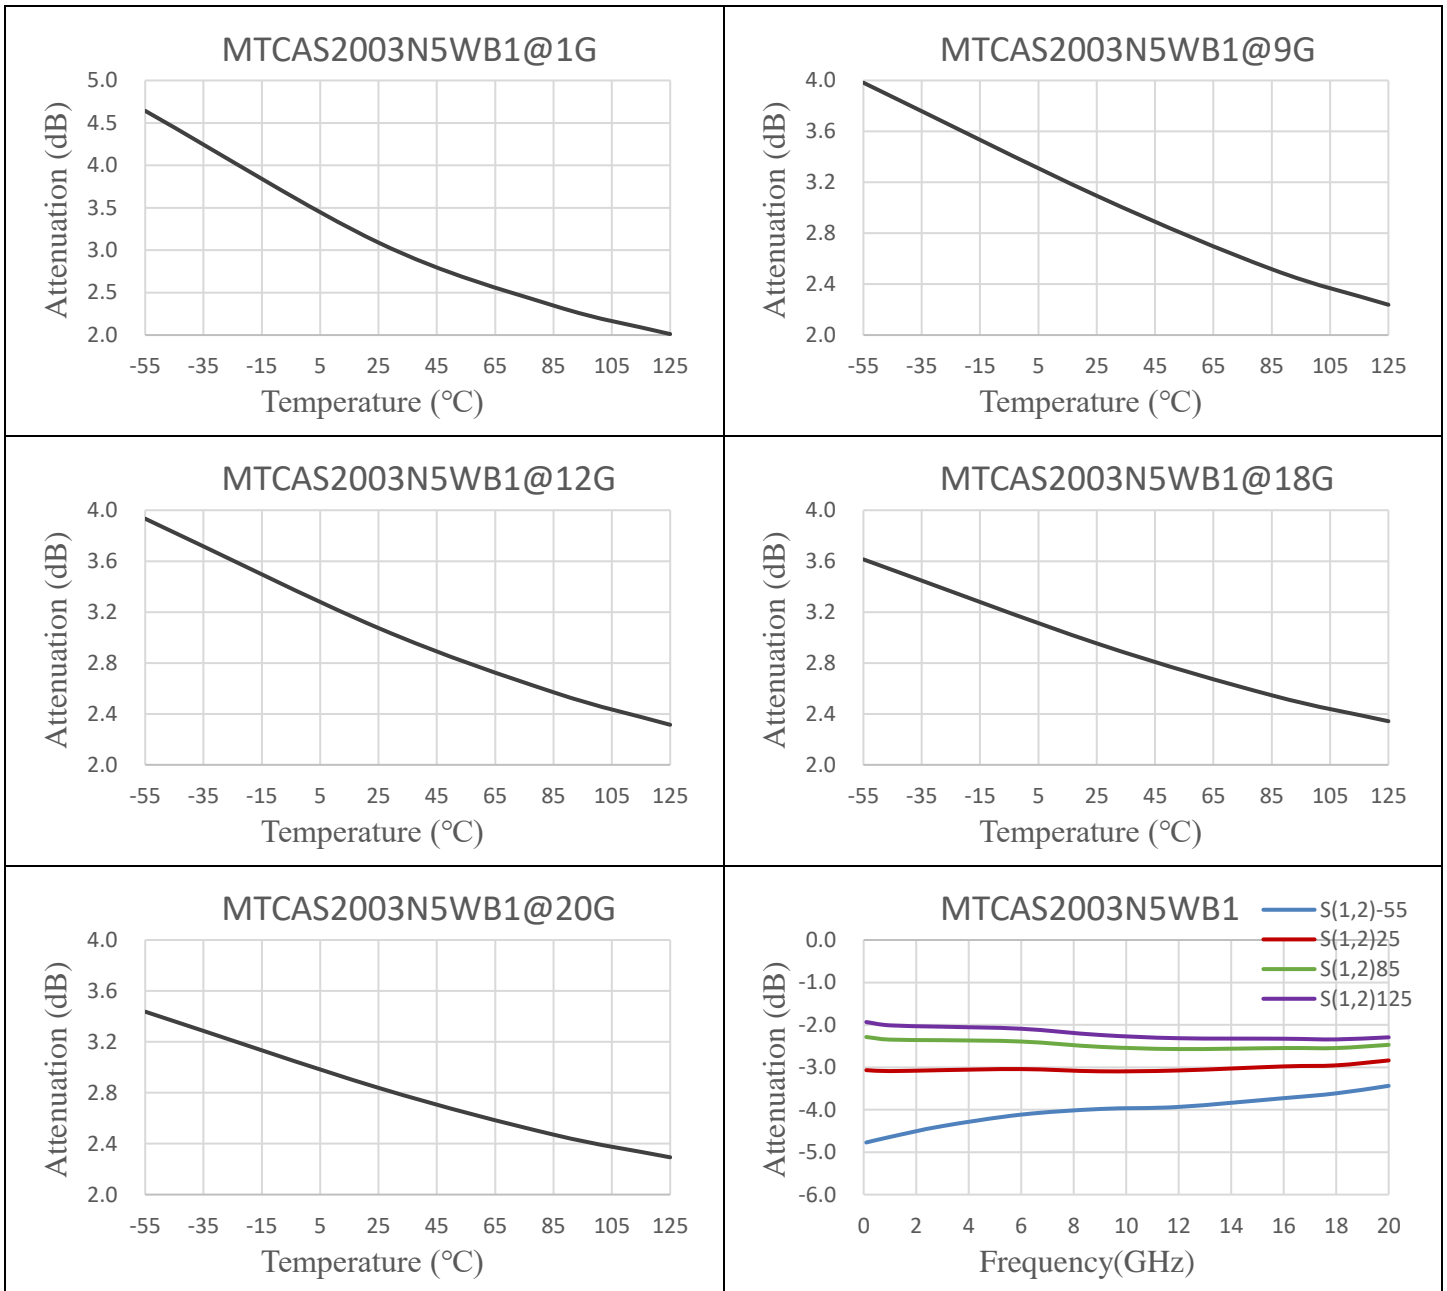 MTCAS2003N5WB1@1G
Attenuation (dB)
5.0
4.5
4.0
3.5
3.0
2.5
2.0
-55 -35 -15 5 25 45 65 85 105 125
Temperature (℃)
MTCAS2003N5WB1@9G
Attenuation (dB)
4.0
3.6
3.2
2.8
2.4
2.0
-55 -35 -15 5 25 45 65 85 105 125
Temperature (℃)
MTCAS2003N5WB1@12G
Attenuation (dB)
4.0
3.6
3.2
2.8
2.4
2.0
-55 -35 -15 5 25 45 65 85 105 125
Temperature (℃)
MTCAS2003N5WB1@18G
Attenuation (dB)
4.0
3.6
3.2
2.8
2.4
2.0
-55 -35 -15 5 25 45 65 85 105 125
Temperature (℃)
MTCAS2003N5WB1@20G
Attenuation (dB)
4.0
3.6
3.2
2.8
2.4
2.0
-55 -35 -15 5 25 45 65 85 105 125
Temperature (℃)
MTCAS2003N5WB1
S(1,2)-55
S(1,2)25
S(1,2)85
S(1,2)125
Attenuation (dB)
0.0
-1.0
-2.0
-3.0
-4.0
-5.0
-6.0
0 2 4 6 8 10 12 14 16 18 20
Frequency(GHz)